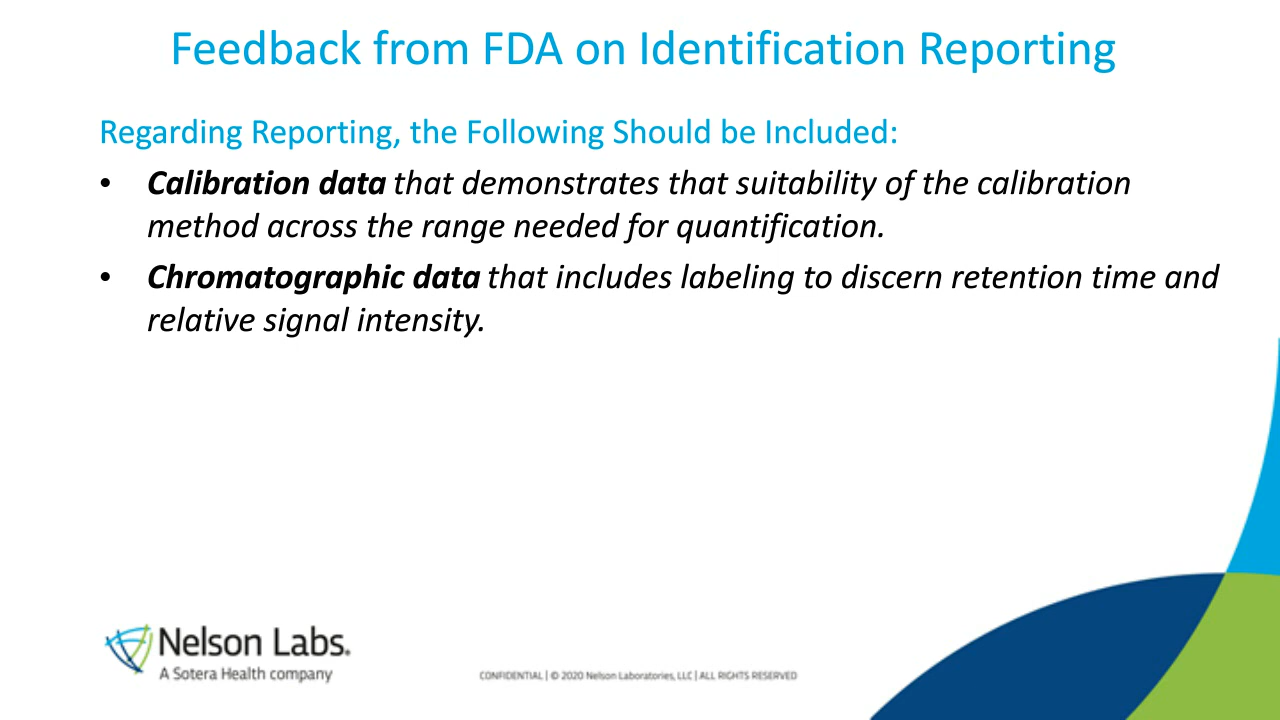 Feedback from FDA on Identification Reporting
Regarding Reporting, the Following Should be Included:
• Calibration data that demonstrates that suitability of the calibration
method across the range needed for quantification.
• Chromatographic data that includes labeling to discern retention time and
relative signal intensity.
Nelson Labs.
A Sotera Health company
CONFIDENTIAL | © 2020 Nelson Laboratories, LLC | ALL RIGHTS RESERVED